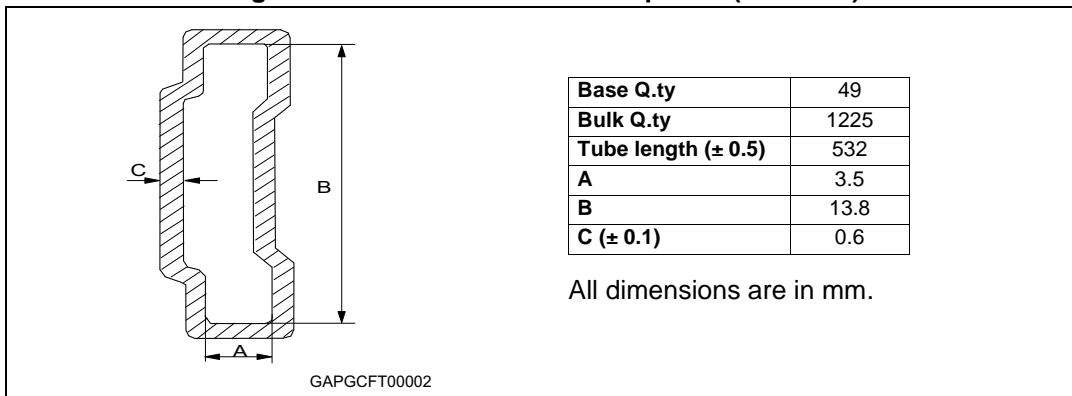 C
B
A
GAPGCFT00002
Base Q.ty 49
Bulk Q.ty 1225
Tube length (± 0.5) 532
A 3.5
B 13.8
C (± 0.1) 0.6
All dimensions are in mm.